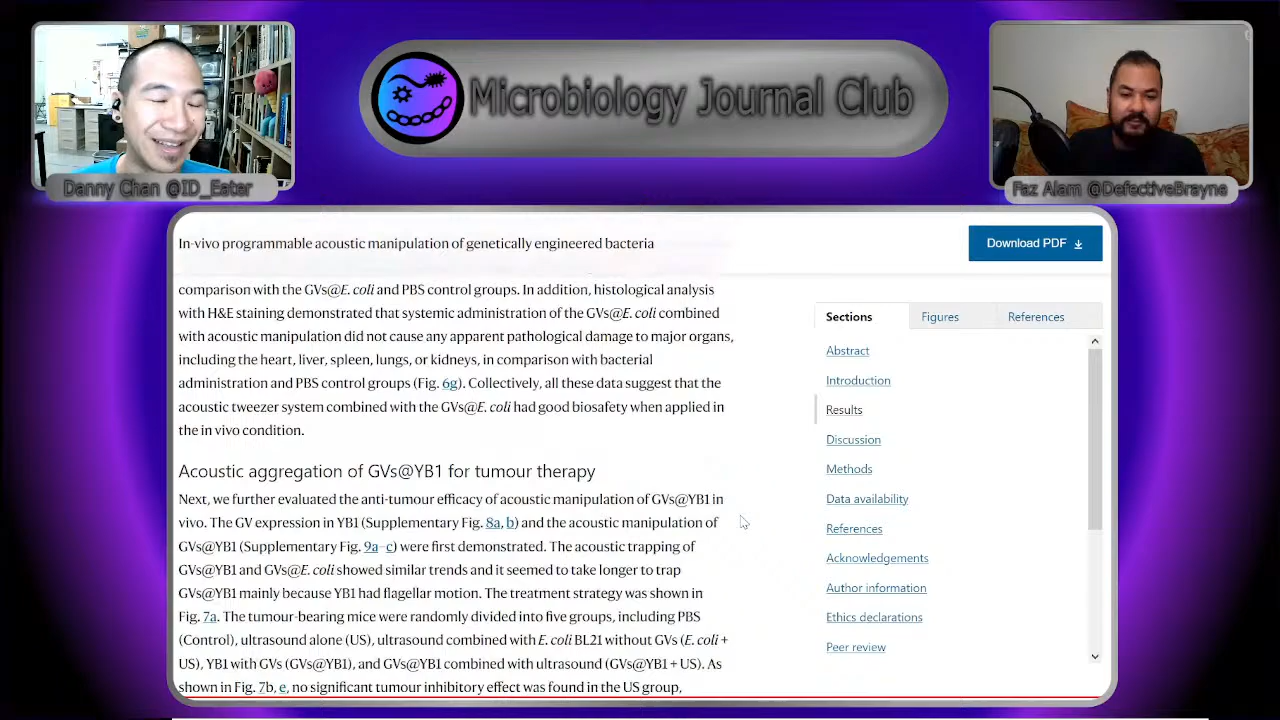 Microbiology Journal Club
Danny Chan @ID_Eater
Faz Alam @DefectiveBrayne
In-vivo programmable acoustic manipulation of genetically engineered bacteria
Download PDF
comparison with the GVs@E. coli and PBS control groups. In addition, histological analysis
with H&E staining demonstrated that systemic administration of the GVs@E. coli combined
with acoustic manipulation did not cause any apparent pathological damage to major organs,
including the heart, liver, spleen, lungs, or kidneys, in comparison with bacterial
administration and PBS control groups (Fig. 6g). Collectively, all these data suggest that the
acoustic tweezer system combined with the GVs@E. coli had good biosafety when applied in
the in vivo condition.
Acoustic aggregation of GVs@YB1 for tumour therapy
Next, we further evaluated the anti-tumour efficacy of acoustic manipulation of GVs@YB1 in
vivo. The GV expression in YB1 (Supplementary Fig. 8a, b) and the acoustic manipulation of
GVs@YB1 (Supplementary Fig. 9a–c) were first demonstrated. The acoustic trapping of
GVs@YB1 and GVs@E. coli showed similar trends and it seemed to take longer to trap
GVs@YB1 mainly because YB1 had flagellar motion. The treatment strategy was shown in
Fig. 7a. The tumour-bearing mice were randomly divided into five groups, including PBS
(Control), ultrasound alone (US), ultrasound combined with E. coli BL21 without GVs (E. coli +
US), YB1 with GVs (GVs@YB1), and GVs@YB1 combined with ultrasound (GVs@YB1 + US). As
shown in Fig. 7b, e, no significant tumour inhibitory effect was found in the US group,
Sections
Figures
References
Abstract
Introduction
Results
Discussion
Methods
Data availability
References
Acknowledgements
Author information
Ethics declarations
Peer review